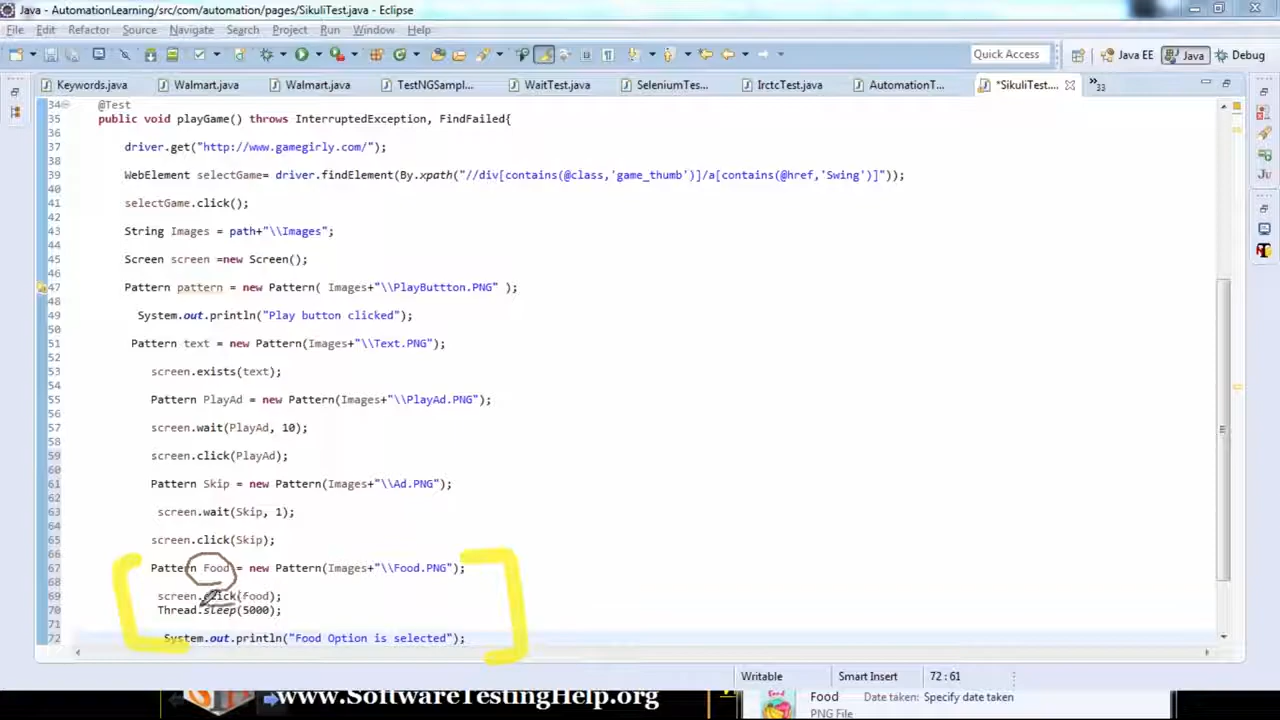 Java - AutomationLearning/src/com/automation/pages/SikuliTest.java - Eclipse
File Edit Refactor Source Navigate Search Project Run Window Help
Quick Access Java EE Java Debug
Keywords.java Walmart.java Walmart.java TestNGSampl... WaitTest.java SeleniumTes... IrctcTest.java AutomationT... *SikuliTest.... 33
34 @Test
35 public void playGame() throws InterruptedException, FindFailed{
36
37 driver.get("http://www.gamegirly.com/");
38
39 WebElement selectGame= driver.findElement(By.xpath("//div[contains(@class,'game_thumb')]/a[contains(@href,'Swing')]"));
40
41 selectGame.click();
42
43 String Images = path+"\\Images";
44
45 Screen screen =new Screen();
46
47 Pattern pattern = new Pattern( Images+"\\PlayButtton.PNG" );
48
49 System.out.println("Play button clicked");
50
51 Pattern text = new Pattern(Images+"\\Text.PNG");
52
53 screen.exists(text);
54
55 Pattern PlayAd = new Pattern(Images+"\\PlayAd.PNG");
56
57 screen.wait(PlayAd, 10);
58
59 screen.click(PlayAd);
60
61 Pattern Skip = new Pattern(Images+"\\Ad.PNG");
62
63 screen.wait(Skip, 1);
64
65 screen.click(Skip);
66
67 Pattern Food = new Pattern(Images+"\\Food.PNG");
68
69 screen.click(food);
70 Thread.sleep(5000);
71
72 System.out.println("Food Option is selected");
Writable Smart Insert 72 : 61
www.SoftwareTestingHelp.org
Food Date taken: Specify date taken
PNG File